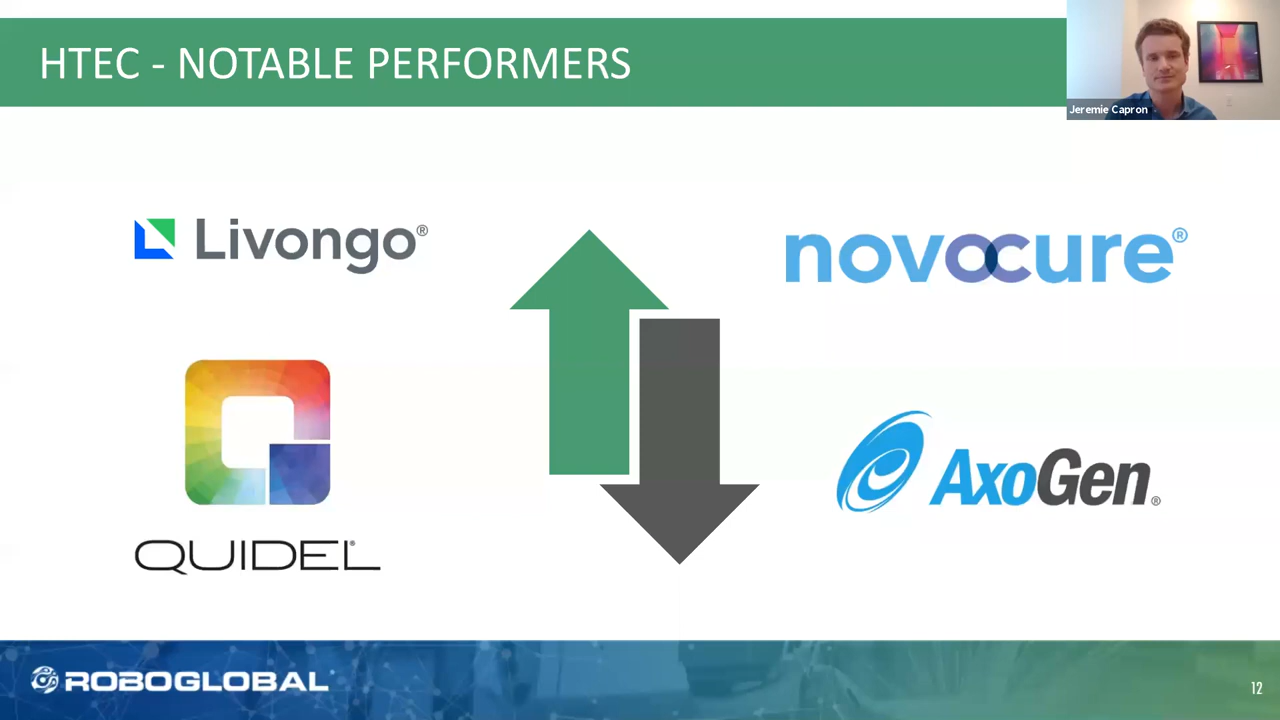 HTEC - NOTABLE PERFORMERS
Jeremie Capron
Livongo®
novocure®
QUIDEL®
AxoGen®
ROBOGLOBAL
12